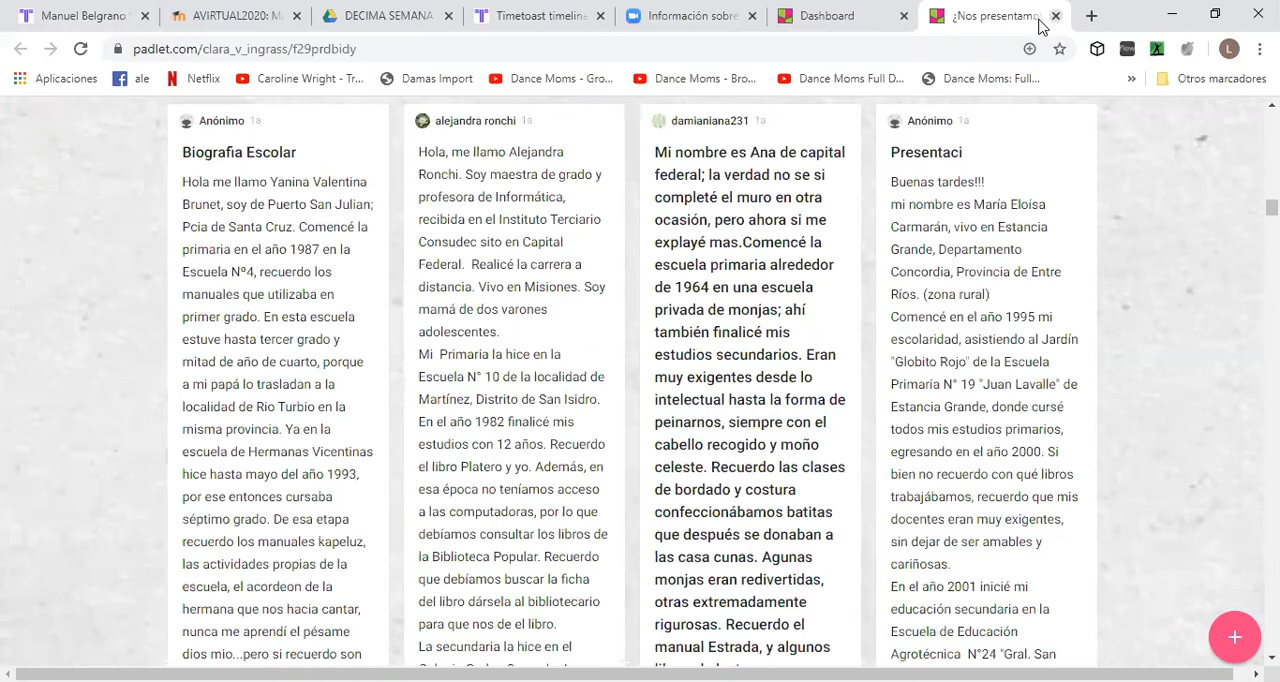 Manuel Belgrano
AVIRTUAL2020: M
DECIMA SEMANA
Timetoast timeline
Información sobre
Dashboard
¿Nos presentamo
padlet.com/clara_v_ingrass/f29prdbidy
L
Aplicaciones
ale
Netflix
Caroline Wright - Tr...
Damas Import
Dance Moms - Gro...
Dance Moms - Bro...
Dance Moms Full D...
Dance Moms: Full...
»
Otros marcadores
Anónimo 1a
Biografia Escolar
Hola me llamo Yanina Valentina
Brunet, soy de Puerto San Julian;
Pcia de Santa Cruz. Comencé la
primaria en el año 1987 en la
Escuela Nº4, recuerdo los
manuales que utilizaba en
primer grado. En esta escuela
estuve hasta tercer grado y
mitad de año de cuarto, porque
a mi papá lo trasladan a la
localidad de Rio Turbio en la
misma provincia. Ya en la
escuela de Hermanas Vicentinas
hice hasta mayo del año 1993,
por ese entonces cursaba
séptimo grado. De esa etapa
recuerdo los manuales kapeluz,
las actividades propias de la
escuela, el acordeon de la
hermana que nos hacia cantar,
nunca me aprendí el pésame
dios mio...pero si recuerdo son
alejandra ronchi 1a
Hola, me llamo Alejandra
Ronchi. Soy maestra de grado y
profesora de Informática,
recibida en el Instituto Terciario
Consudec sito en Capital
Federal. Realicé la carrera a
distancia. Vivo en Misiones. Soy
mamá de dos varones
adolescentes.
Mi Primaria la hice en la
Escuela N° 10 de la localidad de
Martínez, Distrito de San Isidro.
En el año 1982 finalicé mis
estudios con 12 años. Recuerdo
el libro Platero y yo. Además, en
esa época no teníamos acceso
a las computadoras, por lo que
debíamos consultar los libros de
la Biblioteca Popular. Recuerdo
que debíamos buscar la ficha
del libro dársela al bibliotecario
para que nos de el libro.
La secundaria la hice en el
damianiana231 1a
Mi nombre es Ana de capital
federal; la verdad no se si
completé el muro en otra
ocasión, pero ahora si me
explayé mas.Comencé la
escuela primaria alrededor
de 1964 en una escuela
privada de monjas; ahí
también finalicé mis
estudios secundarios. Eran
muy exigentes desde lo
intelectual hasta la forma de
peinarnos, siempre con el
cabello recogido y moño
celeste. Recuerdo las clases
de bordado y costura
confeccionábamos batitas
que después se donaban a
las casa cunas. Agunas
monjas eran redivertidas,
otras extremadamente
rigurosas. Recuerdo el
manual Estrada, y algunos
Anónimo 1a
Presentaci
Buenas tardes!!!
mi nombre es María Eloísa
Carmarán, vivo en Estancia
Grande, Departamento
Concordia, Provincia de Entre
Ríos. (zona rural)
Comencé en el año 1995 mi
escolaridad, asistiendo al Jardín
"Globito Rojo" de la Escuela
Primaria N° 19 "Juan Lavalle" de
Estancia Grande, donde cursé
todos mis estudios primarios,
egresando en el año 2000. Si
bien no recuerdo con qué libros
trabajábamos, recuerdo que mis
docentes eran muy exigentes,
sin dejar de ser amables y
cariñosas.
En el año 2001 inicié mi
educación secundaria en la
Escuela de Educación
Agrotécnica N°24 "Gral. San